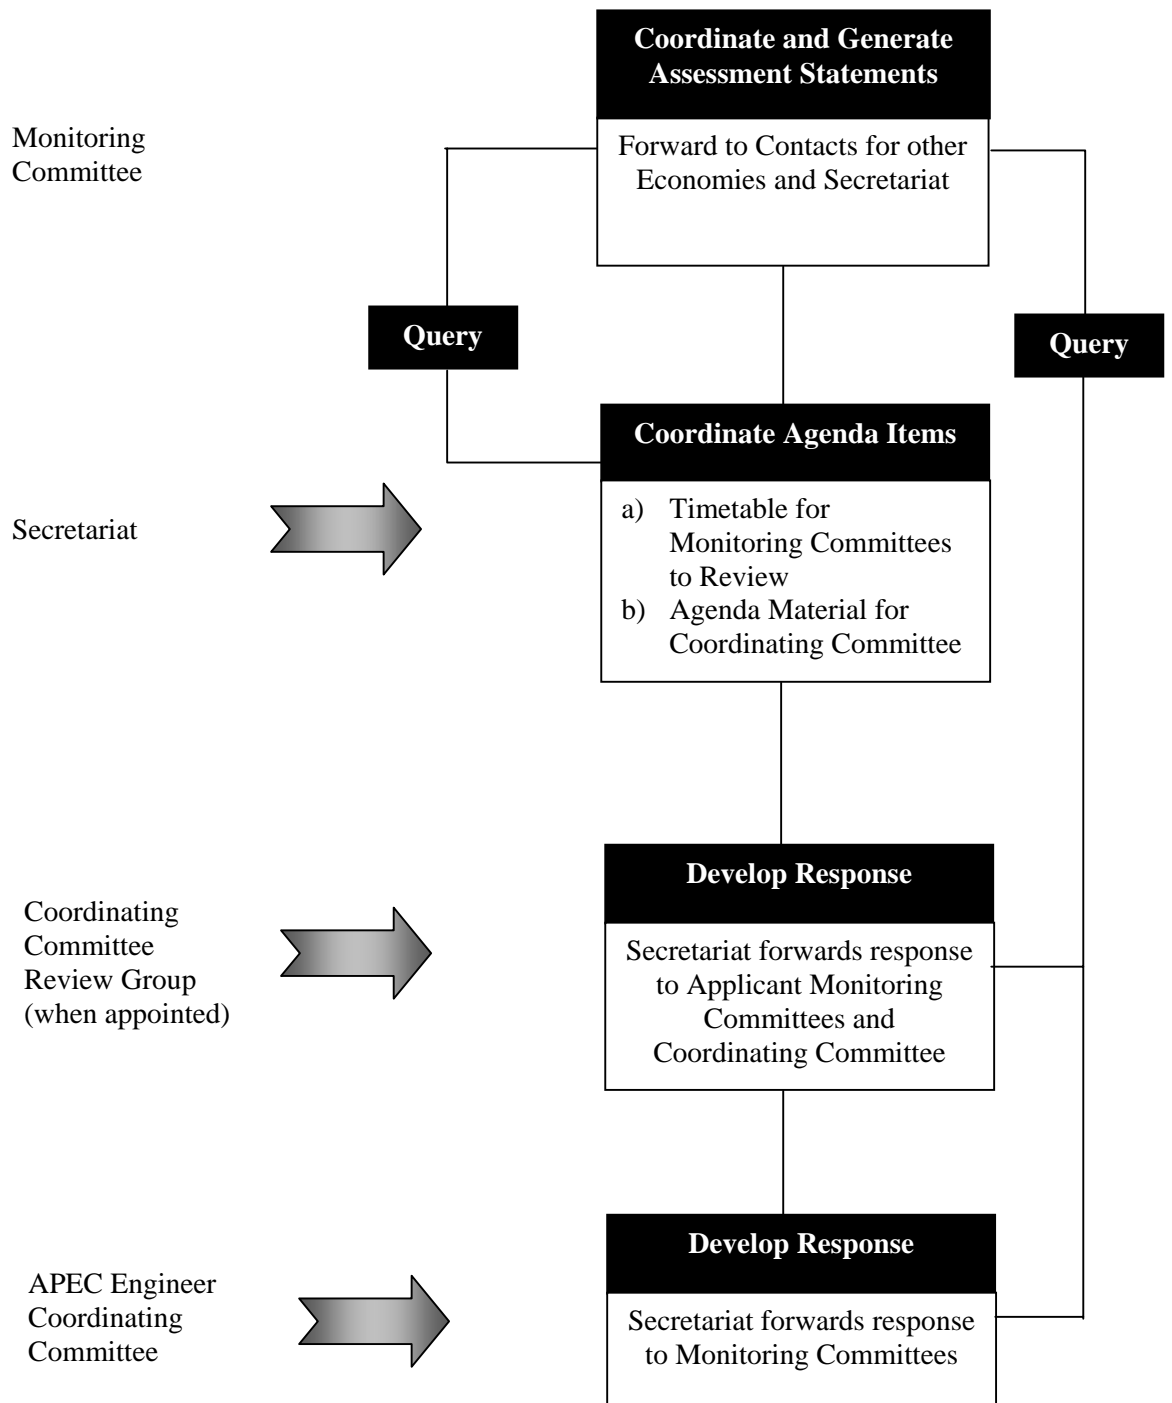 Coordinate and Generate
Assessment Statements
Monitoring
Committee
Forward to Contacts for other
Economies and Secretariat
Query
Query
Coordinate Agenda Items
Secretariat
a) Timetable for
Monitoring Committees
to Review
b) Agenda Material for
Coordinating Committee
Develop Response
Coordinating
Committee
Review Group
(when appointed)
Secretariat forwards response
to Applicant Monitoring
Committees and
Coordinating Committee
Develop Response
APEC Engineer
Coordinating
Committee
Secretariat forwards response
to Monitoring Committees